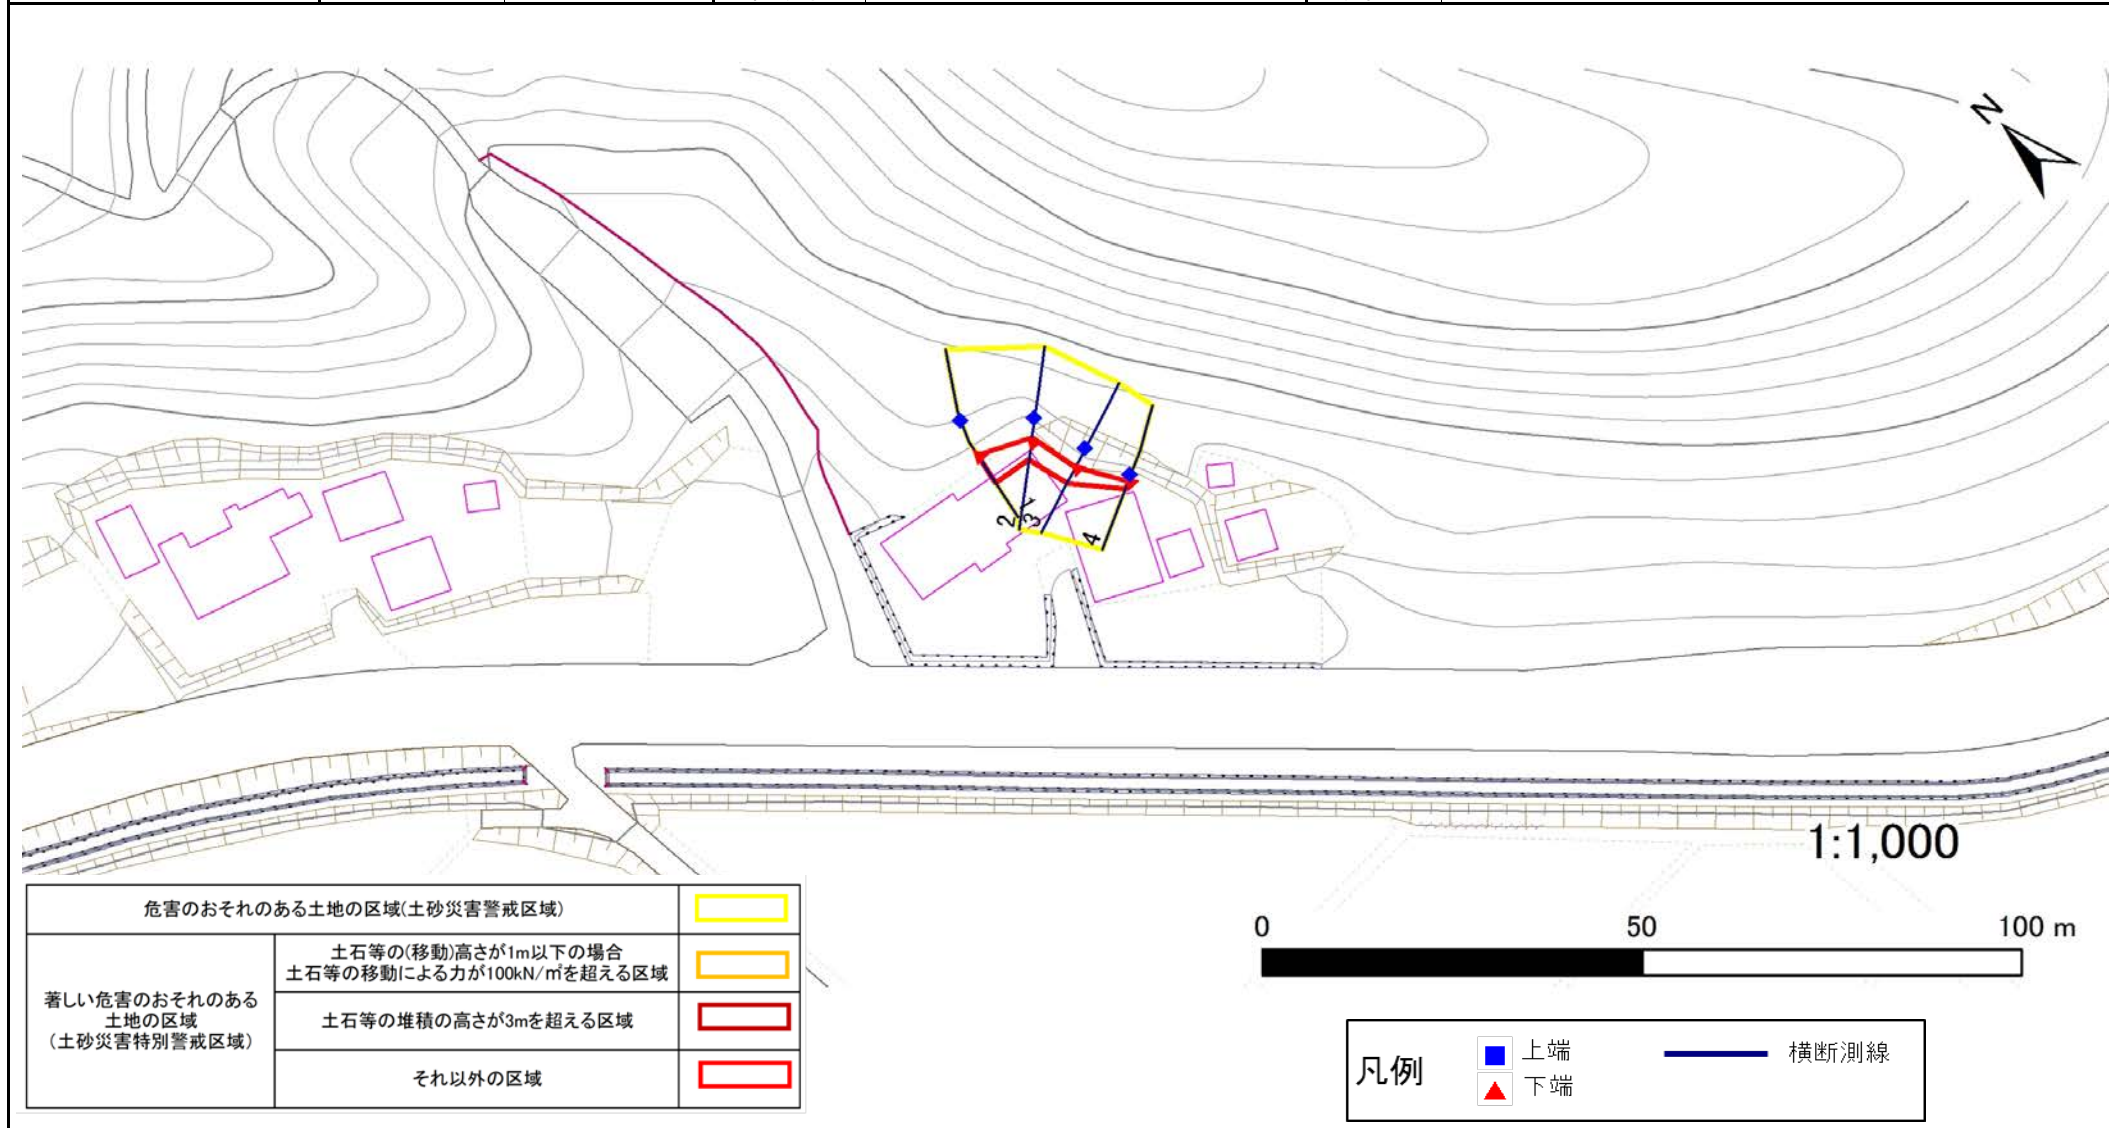 N
2
1
3
4
1:1,000
0 50 100 m
危害のおそれのある土地の区域(土砂災害警戒区域)
著しい危害のおそれのある
土地の区域
(土砂災害特別警戒区域)
土石等の(移動)高さが1m以下の場合
土石等の移動による力が100kN/㎡を超える区域
土石等の堆積の高さが3mを超える区域
それ以外の区域
凡例
上端
下端
横断測線